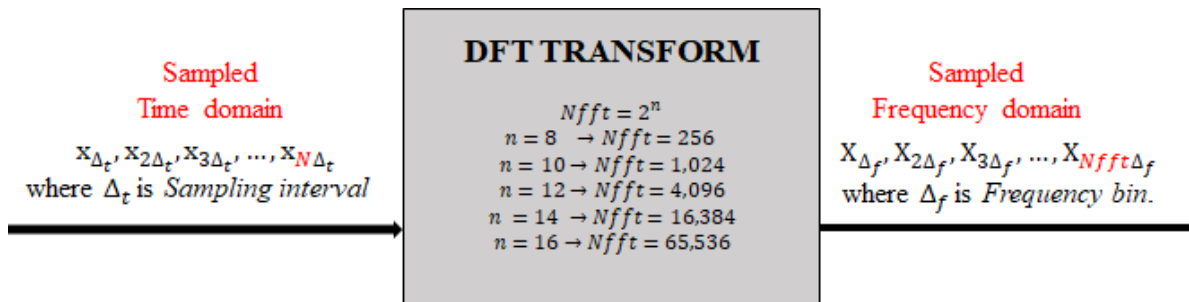 Sampled
Time domain
x_{Δ_t}, x_{2Δ_t}, x_{3Δ_t}, ..., x_{NΔ_t}
where Δ_t is Sampling interval
DFT TRANSFORM
Nfft = 2^n
n = 8 → Nfft = 256
n = 10 → Nfft = 1,024
n = 12 → Nfft = 4,096
n = 14 → Nfft = 16,384
n = 16 → Nfft = 65,536
Sampled
Frequency domain
X_{Δ_f}, X_{2Δ_f}, X_{3Δ_f}, ..., X_{NfftΔ_f}
where Δ_f is Frequency bin.